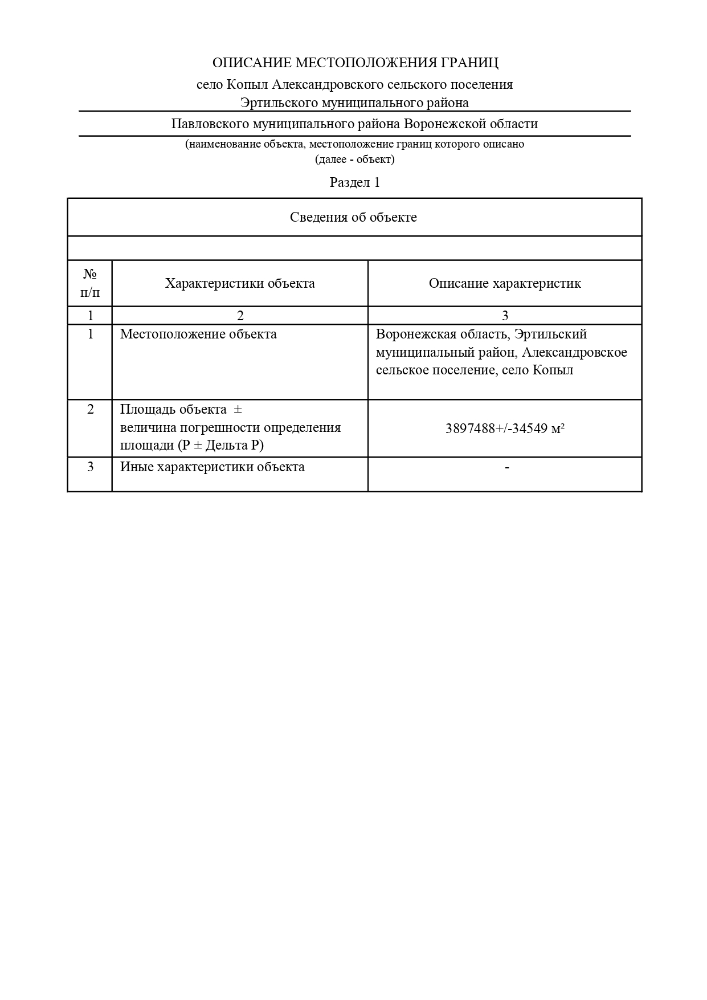 ОПИСАНИЕ МЕСТОПОЛОЖЕНИЯ ГРАНИЦ
село Копыл Александровского сельского поселения
Эртильского муниципального района
Павловского муниципального района Воронежской области
(наименование объекта, местоположение границ которого описано
(далее - объект)
Раздел 1
Сведения об объекте
№
п/п
Характеристики объекта
Описание характеристик
1
2
3
1
Местоположение объекта
Воронежская область, Эртильский
муниципальный район, Александровское
сельское поселение, село Копыл
2
Площадь объекта ±
величина погрешности определения
площади (Р ± Дельта Р)
3897488+/-34549 м²
3
Иные характеристики объекта
-